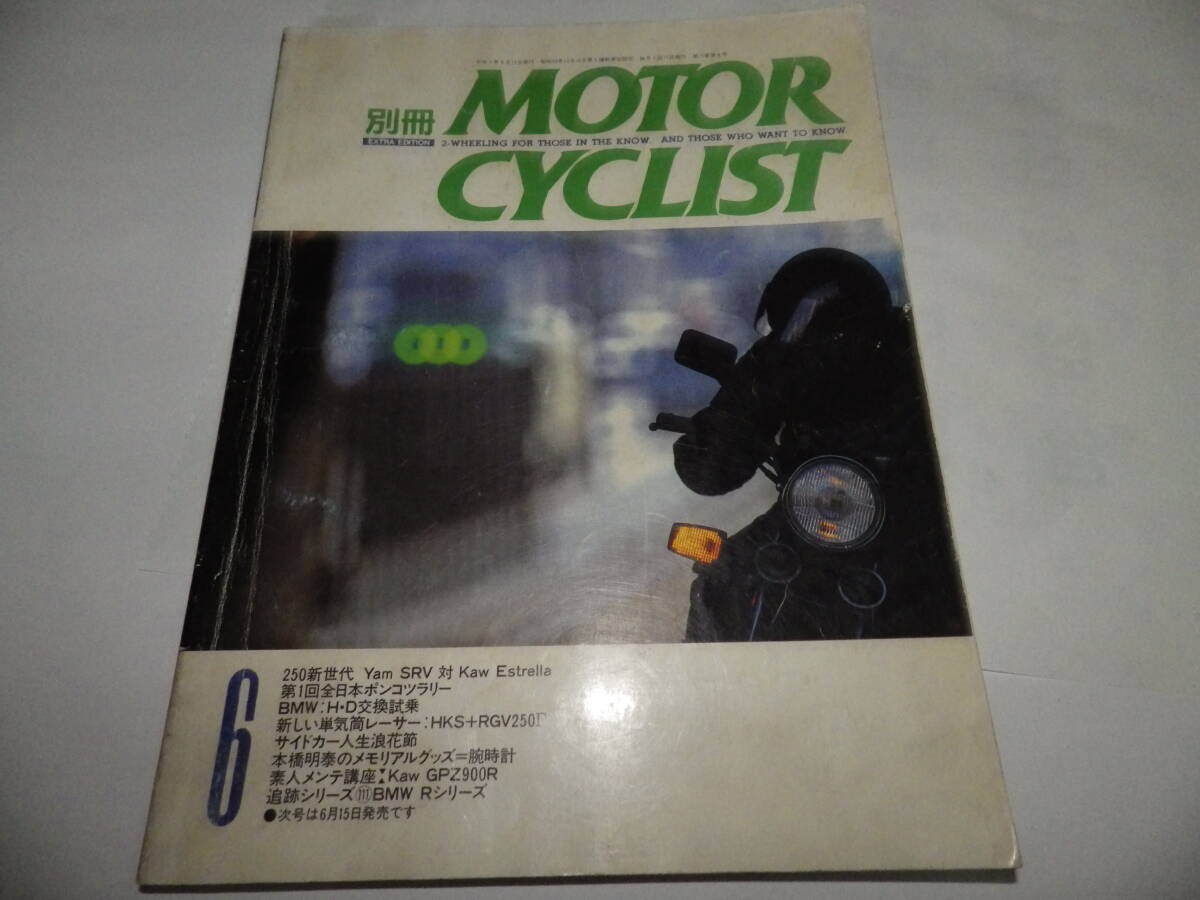 別冊
EXTRA EDITION
MOTOR
2-WHEELING FOR THOSE IN THE KNOW. AND THOSE WHO WANT TO KNOW.
CYCLIST
6
250新世代 Yam SRV 対 Kaw Estrella
第1回全日本ポンコツラリー
BMW:H・D交換試乗
新しい単気筒レーサー:HKS+RGV250Γ
サイドカー人生浪花節
本橋明泰のメモリアルグッズ=腕時計
素人メンテ講座 Kaw GPZ900R
追跡シリーズ⑪BMW Rシリーズ
●次号は6月15日発売です